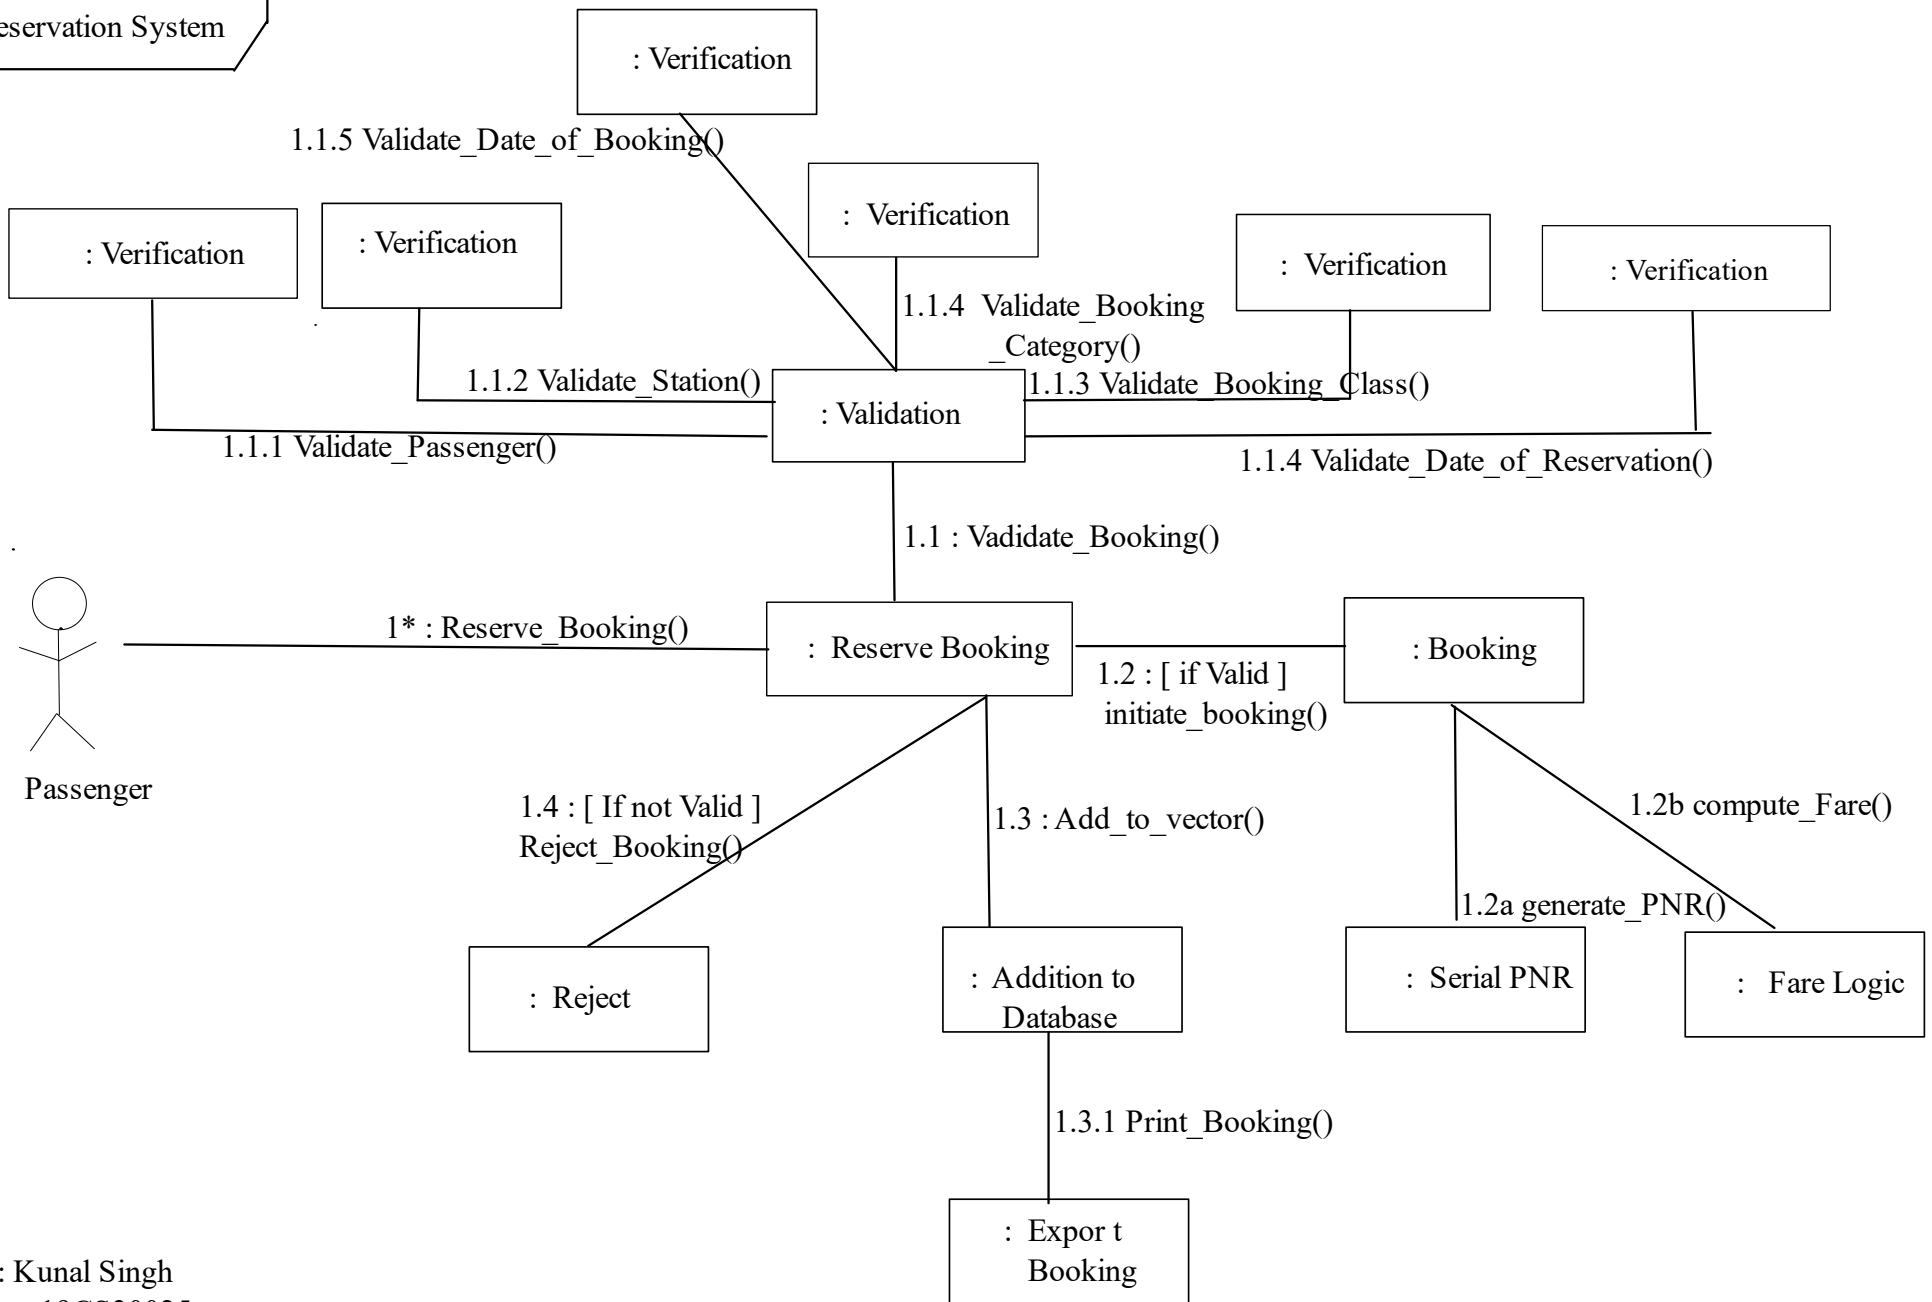 eservation System
: Verification
1.1.5 Validate_Date_of_Booking()
: Verification
: Verification
: Verification
: Verification
: Verification
1.1.4 Validate_Booking
_Category()
1.1.2 Validate_Station()
1.1.3 Validate_Booking_Class()
: Validation
1.1.1 Validate_Passenger()
1.1.4 Validate_Date_of_Reservation()
1.1 : Vadidate_Booking()
1* : Reserve_Booking()
: Reserve Booking
: Booking
1.2 : [ if Valid ]
initiate_booking()
Passenger
1.4 : [ If not Valid ]
Reject_Booking()
1.3 : Add_to_vector()
1.2b compute_Fare()
1.2a generate_PNR()
: Reject
: Addition to
Database
: Serial PNR
: Fare Logic
1.3.1 Print_Booking()
: Expor t
Booking
: Kunal Singh